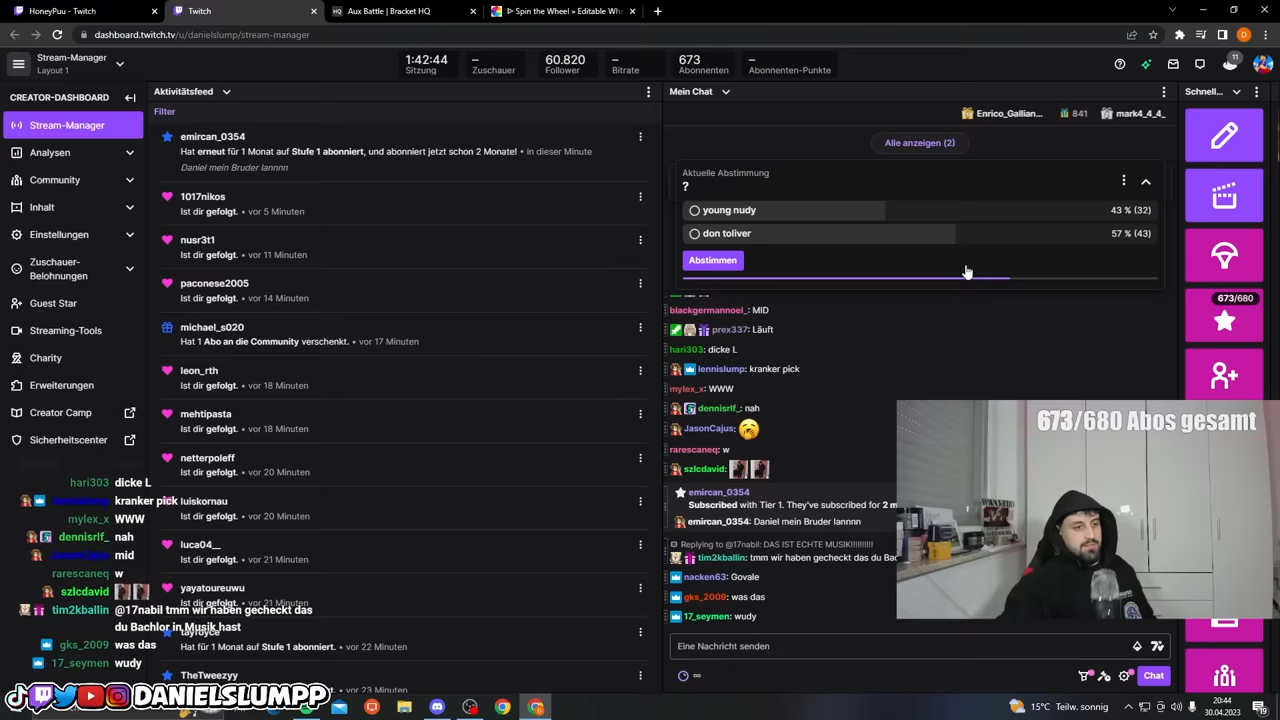 HoneyPuu - Twitch
Twitch
Aux Battle | Bracket HQ
Spin the Wheel » Editable Whe
dashboard.twitch.tv/u/danielslump/stream-manager
Stream-Manager
Layout 1
1:42:44
Sitzung
–
Zuschauer
60.820
Follower
–
Bitrate
673
Abonnenten
–
Abonnenten-Punkte
11
CREATOR-DASHBOARD
Stream-Manager
Analysen
Community
Inhalt
Einstellungen
Zuschauer-
Belohnungen
Guest Star
Streaming-Tools
Charity
Erweiterungen
Creator Camp
Sicherheitscenter
Aktivitätsfeed
Filter
emircan_0354
Hat erneut für 1 Monat auf Stufe 1 abonniert, und abonniert jetzt schon 2 Monate! • in dieser Minute
Daniel mein Bruder lannnn
1017nikos
Ist dir gefolgt. • vor 5 Minuten
nusr3t1
Ist dir gefolgt. • vor 11 Minuten
paconese2005
Ist dir gefolgt. • vor 14 Minuten
michael_s020
Hat 1 Abo an die Community verschenkt. • vor 17 Minuten
leon_rth
Ist dir gefolgt. • vor 18 Minuten
mehtipasta
Ist dir gefolgt. • vor 18 Minuten
netterpoleff
Ist dir gefolgt. • vor 20 Minuten
luiskornau
Ist dir gefolgt. • vor 20 Minuten
luca04__
Ist dir gefolgt. • vor 21 Minuten
yayatoureuwu
Ist dir gefolgt. • vor 21 Minuten
Hat für 1 Monat auf Stufe 1 abonniert. • vor 22 Minuten
TheTweezyy
vor 23 Minuten
Mein Chat
Enrico_Gallian...
841
mark4_4_4_
Alle anzeigen (2)
Aktuelle Abstimmung
?
young nudy 43 % (32)
don toliver 57 % (43)
Abstimmen
blackgermannoel_: MID
prex337: Läuft
hari303: dicke L
lennislump: kranker pick
mylex_x: WWW
dennisrlf_: nah
JasonCajus:
rarescaneq: w
szlcdavid:
emircan_0354
Subscribed with Tier 1. They've subscribed for 2 m
emircan_0354: Daniel mein Bruder lannnn
Replying to @17nabil: DAS IST ECHTE MUSIK!!!!!!!!!!
tim2kballin: tmm wir haben gecheckt das du Ba
nacken63: Govale
gks_2009: was das
17_seymen: wudy
Eine Nachricht senden
Chat
Schnell...
673/680
673/680 Abos gesamt
hari303 dicke L
kranker pick
mylex_x WWW
dennisrlf_ nah
mid
rarescaneq w
szlcdavid
tim2kballin @17nabil tmm wir haben gecheckt das
du Bachlor in Musik hast
gks_2009 was das
17_seymen wudy
DANIELSLUMPP
15°C Teilw. sonnig
20:44
30.04.2023
19